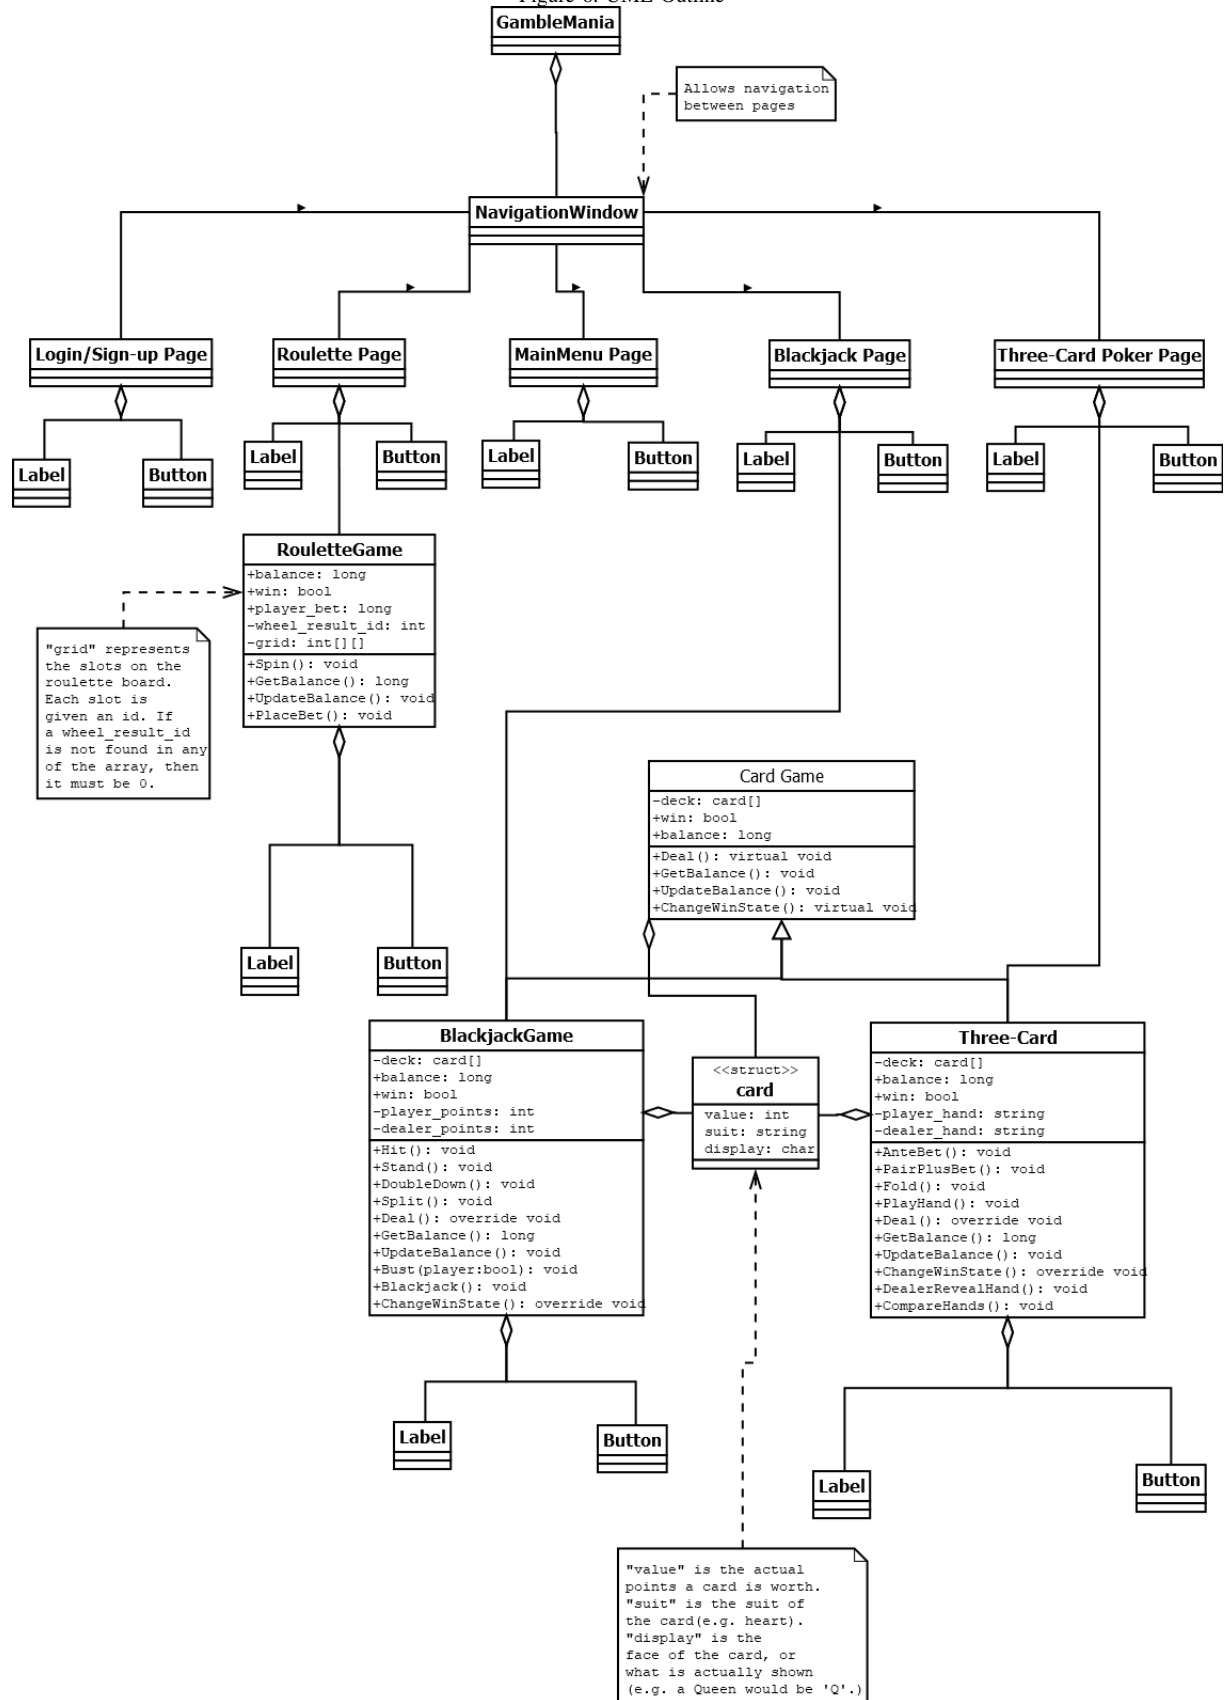 Figure 6: UML Outline
GambleMania
Allows navigation
between pages
NavigationWindow
Login/Sign-up Page
Roulette Page
MainMenu Page
Blackjack Page
Three-Card Poker Page
Label
Button
Label
Button
Label
Button
Label
Button
Label
Button
RouletteGame
+balance: long
+win: bool
+player_bet: long
-wheel_result_id: int
-grid: int[][]
+Spin(): void
+GetBalance(): long
+UpdateBalance(): void
+PlaceBet(): void
"grid" represents
the slots on the
roulette board.
Each slot is
given an id. If
a wheel_result_id
is not found in any
of the array, then
it must be 0.
Card Game
-deck: card[]
+win: bool
+balance: long
+Deal(): virtual void
+GetBalance(): void
+UpdateBalance(): void
+ChangeWinState(): virtual void
Label
Button
BlackjackGame
-deck: card[]
+balance: long
+win: bool
-player_points: int
-dealer_points: int
+Hit(): void
+Stand(): void
+DoubleDown(): void
+Split(): void
+Deal(): override void
+GetBalance(): long
+UpdateBalance(): void
+Bust(player:bool): void
+Blackjack(): void
+ChangeWinState(): override void
<<struct>>
card
value: int
suit: string
display: char
Three-Card
-deck: card[]
+balance: long
+win: bool
-player_hand: string
-dealer_hand: string
+AnteBet(): void
+PairPlusBet(): void
+Fold(): void
+PlayHand(): void
+Deal(): override void
+GetBalance(): long
+UpdateBalance(): void
+ChangeWinState(): override void
+DealerRevealHand(): void
+CompareHands(): void
Label
Button
Label
Button
"value" is the actual
points a card is worth.
"suit" is the suit of
the card(e.g. heart).
"display" is the
face of the card, or
what is actually shown
(e.g. a Queen would be 'Q'.)